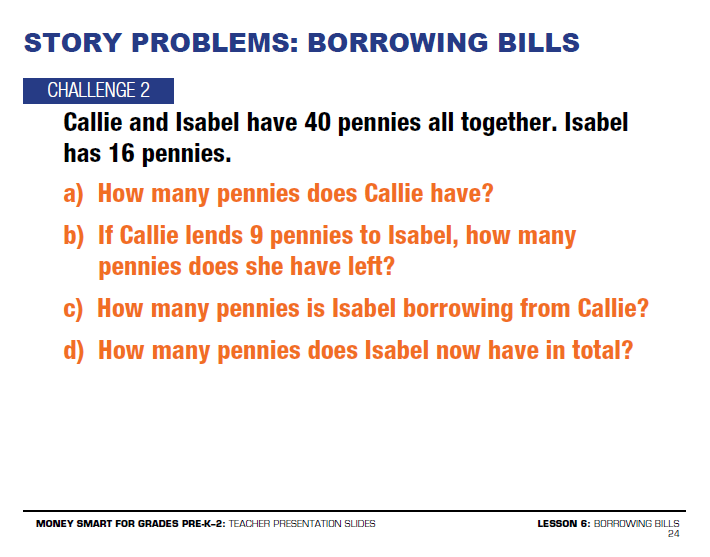 STORY PROBLEMS: BORROWING BILLS
CHALLENGE 2
Callie and Isabel have 40 pennies all together. Isabel
has 16 pennies.
a) How many pennies does Callie have?
b) If Callie lends 9 pennies to Isabel, how many
pennies does she have left?
c) How many pennies is Isabel borrowing from Callie?
d) How many pennies does Isabel now have in total?
MONEY SMART FOR GRADES PRE-K–2: TEACHER PRESENTATION SLIDES
LESSON 6: BORROWING BILLS
24